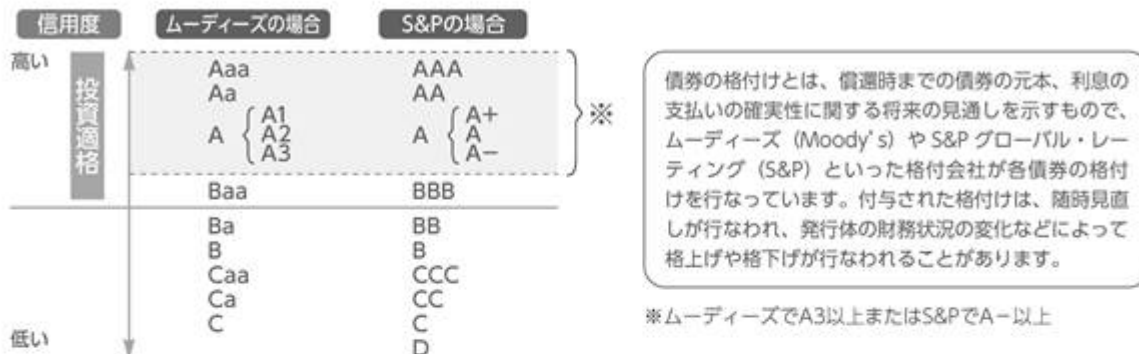 信用度 ムーディーズの場合 S&Pの場合
高い
投資適格
Aaa AAA
Aa AA
A { A1 A2 A3 A { A+ A A−
※
Baa BBB
Ba BB
B B
Caa CCC
Ca CC
C C
低い
D
債券の格付けとは、償還時までの債券の元本、利息の
支払いの確実性に関する将来の見通しを示すもので、
ムーディーズ（Moody's）や S&P グローバル・レー
ティング（S&P）といった格付会社が各債券の格付
けを行なっています。付与された格付けは、随時見直
しが行なわれ、発行体の財務状況の変化などによって
格上げや格下げが行なわれることがあります。
※ムーディーズでA3以上またはS&PでA−以上